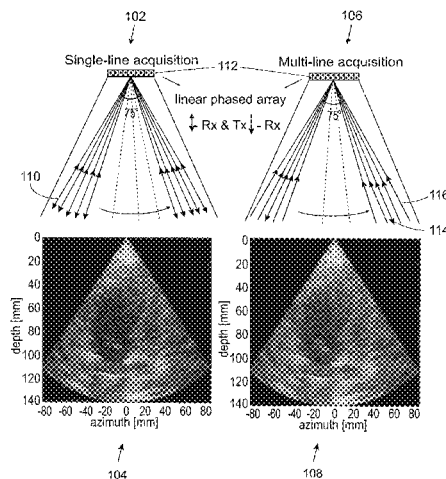 102
106
Single-line acquisition
112
Multi-line acquisition
linear phased array
75°
75°
- Rx & Tx
- Rx
110
116
114
0
20
40
60
80
100
120
140
depth [mm]
-80 -60 -40 -20 0 20 40 60 80
azimuth [mm]
0
20
40
60
80
100
120
140
depth [mm]
-80 -60 -40 -20 0 20 40 60 80
azimuth [mm]
104
108